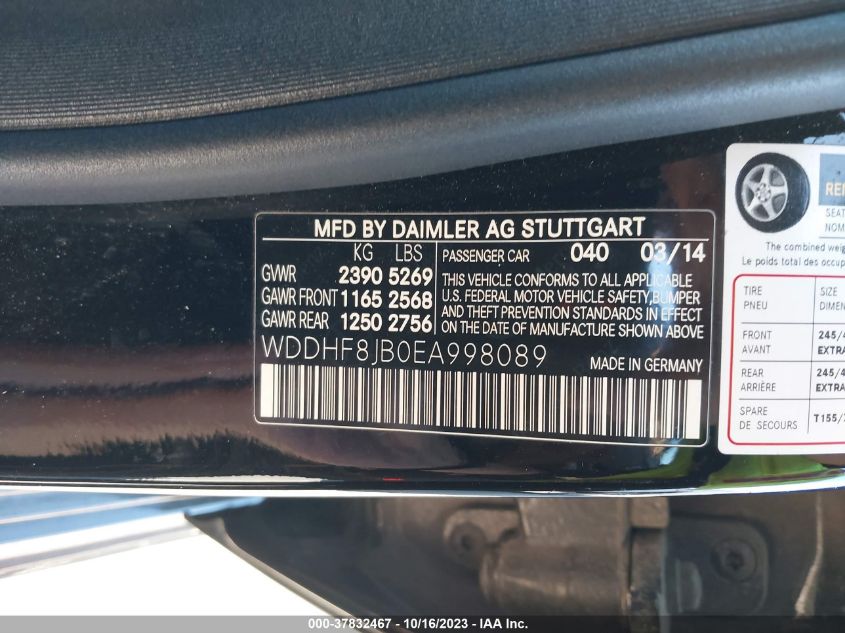 MFD BY DAIMLER AG STUTTGART
KG LBS
GVWR 2390 5269
GAWR FRONT 1165 2568
GAWR REAR 1250 2756
PASSENGER CAR 040 03/14
THIS VEHICLE CONFORMS TO ALL APPLICABLE
U.S. FEDERAL MOTOR VEHICLE SAFETY, BUMPER
AND THEFT PREVENTION STANDARDS IN EFFECT
ON THE DATE OF MANUFACTURE SHOWN ABOVE
WDDHF8JB0EA998089 MADE IN GERMANY
SEAT
The combined
Le poids total des
TIRE SIZE
PNEU
FRONT
AVANT
REAR
ARRIÈRE
SPARE
DE SECOURS
000-37832467 - 10/16/2023 - IAA Inc.